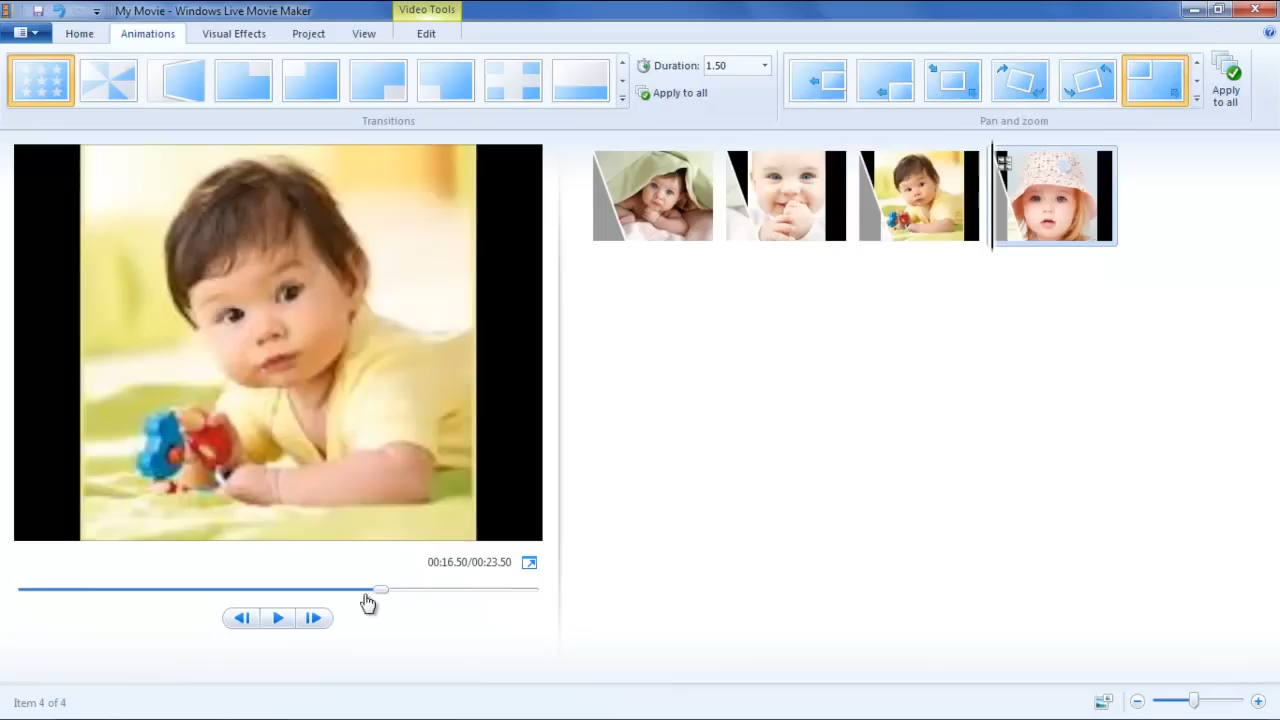 My Movie - Windows Live Movie Maker
Video Tools
Home
Animations
Visual Effects
Project
View
Edit
Duration: 1.50
Apply to all
Transitions
Apply
to all
Pan and zoom
00:16.50/00:23.50
Item 4 of 4